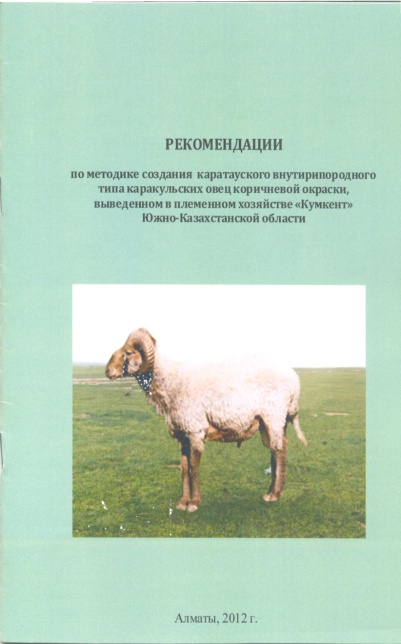 РЕКОМЕНДАЦИИ
по методике создания каратауского внутирипородного
типа каракульских овец коричневой окраски,
выведенном в племенном хозяйстве «Кумкент»
Южно-Казахстанской области
Алматы, 2012 г.